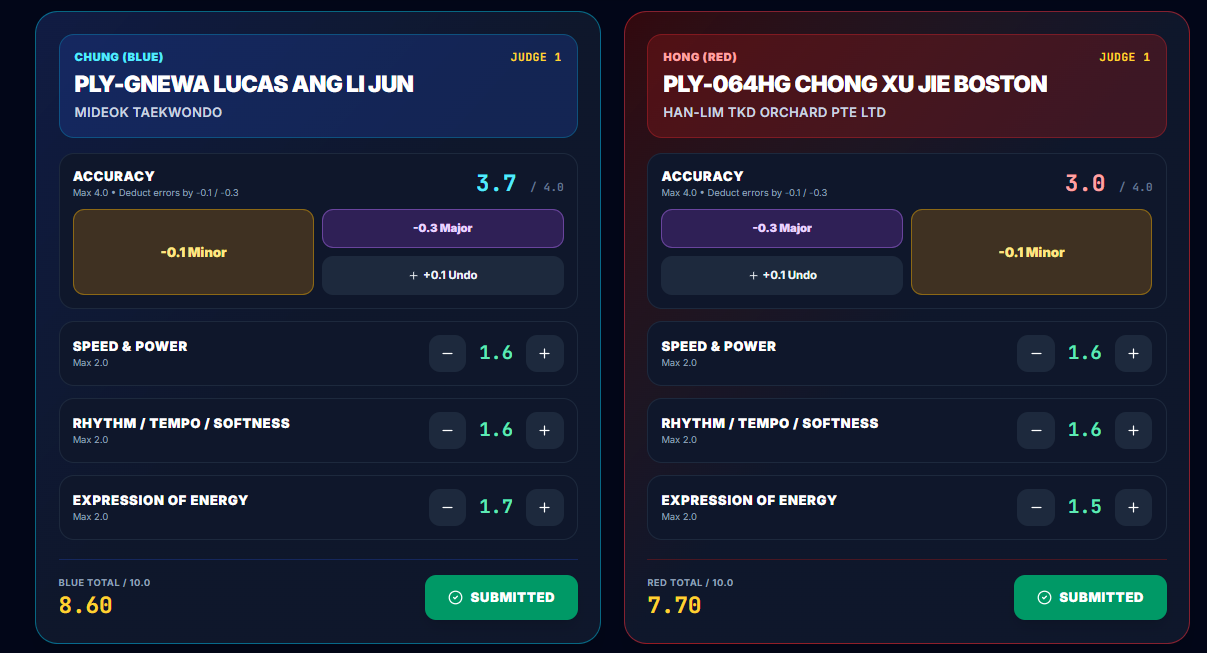 CHUNG (BLUE)
JUDGE 1
PLY-GNEWA LUCAS ANG LI JUN
MIDEOK TAEKWONDO
ACCURACY
Max 4.0 • Deduct errors by -0.1 / -0.3
3.7 / 4.0
-0.1 Minor
-0.3 Major
+ +0.1 Undo
SPEED & POWER
Max 2.0
− 1.6 +
RHYTHM / TEMPO / SOFTNESS
Max 2.0
− 1.6 +
EXPRESSION OF ENERGY
Max 2.0
− 1.7 +
BLUE TOTAL / 10.0
8.60
SUBMITTED
HONG (RED)
JUDGE 1
PLY-064HG CHONG XU JIE BOSTON
HAN-LIM TKD ORCHARD PTE LTD
ACCURACY
Max 4.0 • Deduct errors by -0.1 / -0.3
3.0 / 4.0
-0.3 Major
+ +0.1 Undo
-0.1 Minor
SPEED & POWER
Max 2.0
− 1.6 +
RHYTHM / TEMPO / SOFTNESS
Max 2.0
− 1.6 +
EXPRESSION OF ENERGY
Max 2.0
− 1.5 +
RED TOTAL / 10.0
7.70
SUBMITTED